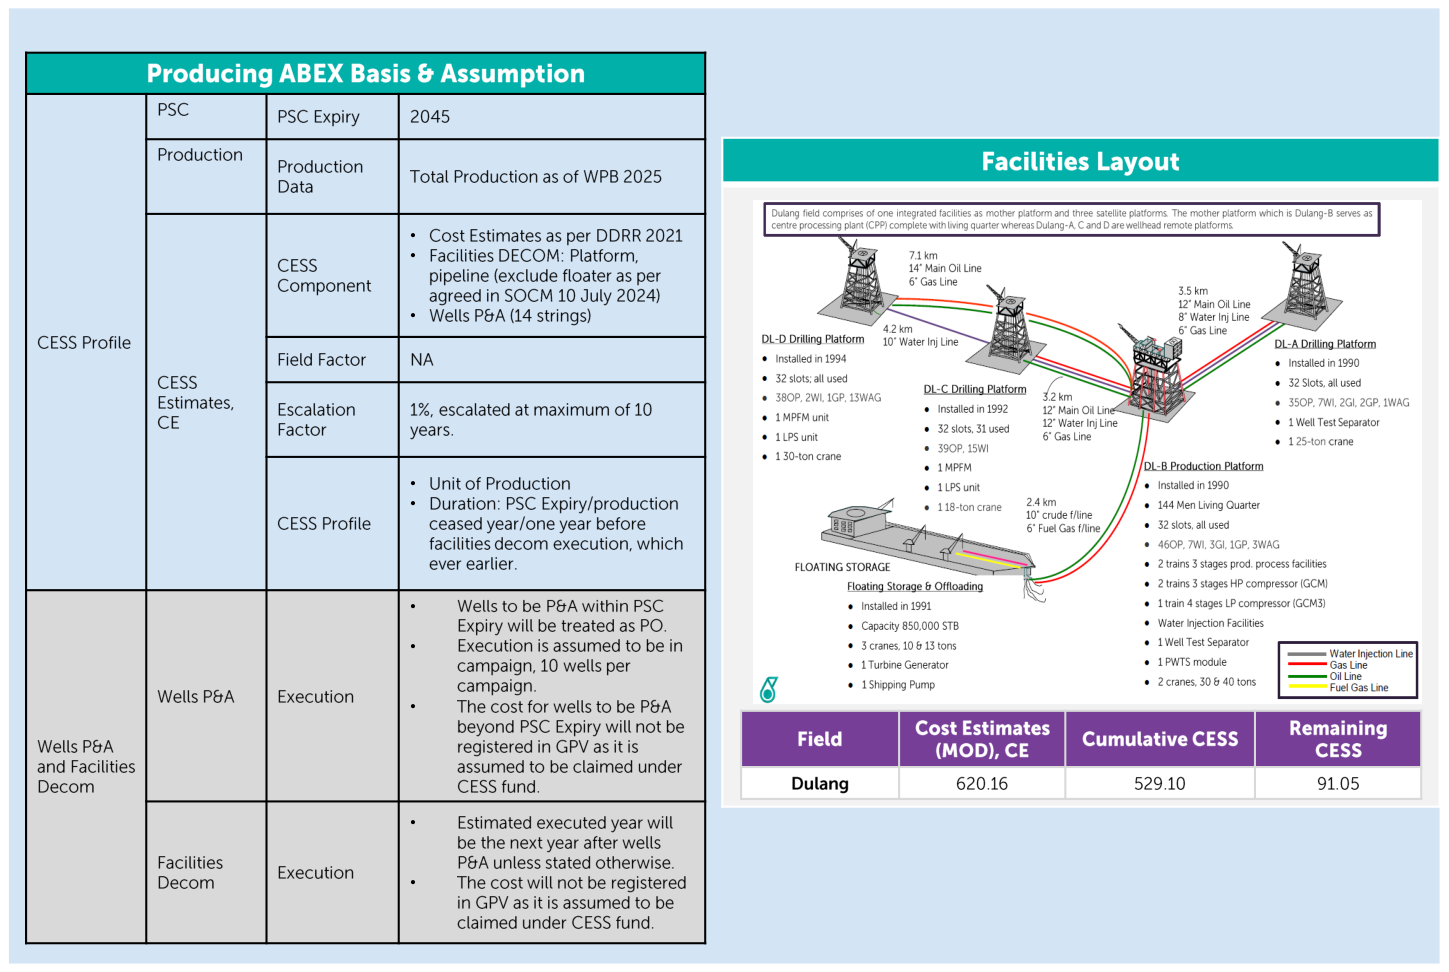 Producing ABEX Basis & Assumption
CESS Profile
PSC
PSC Expiry
2045
Production
Production
Data
Total Production as of WPB 2025
CESS
Estimates,
CE
CESS
Component
• Cost Estimates as per DDRR 2021
• Facilities DECOM: Platform,
pipeline (exclude floater as per
agreed in SOCM 10 July 2024)
• Wells P&A (14 strings)
Field Factor
NA
Escalation
Factor
1%, escalated at maximum of 10
years.
CESS Profile
• Unit of Production
• Duration: PSC Expiry/production
ceased year/one year before
facilities decom execution, which
ever earlier.
Wells P&A
and Facilities
Decom
Wells P&A
Execution
• Wells to be P&A within PSC
Expiry will be treated as PO.
• Execution is assumed to be in
campaign, 10 wells per
campaign.
• The cost for wells to be P&A
beyond PSC Expiry will not be
registered in GPV as it is
assumed to be claimed under
CESS fund.
Facilities
Decom
Execution
• Estimated executed year will
be the next year after wells
P&A unless stated otherwise.
• The cost will not be registered
in GPV as it is assumed to be
claimed under CESS fund.
Facilities Layout
Dulang field comprises of one integrated facilities as mother platform and three satellite platforms. The mother platform which is Dulang-B serves as
centre processing plant (CPP) complete with living quarter whereas Dulang-A, C and D are wellhead remote platforms.
7.1 km
14" Main Oil Line
6" Gas Line
4.2 km
10" Water Inj Line
3.5 km
12" Main Oil Line
8" Water Inj Line
6" Gas Line
DL-D Drilling Platform
• Installed in 1994
• 32 slots; all used
• 38OP, 2WI, 1GP, 13WAG
• 1 MPFM unit
• 1 LPS unit
• 1 30-ton crane
DL-C Drilling Platform
• Installed in 1992
• 32 slots, 31 used
• 39OP, 15WI
• 1 MPFM
• 1 LPS unit
• 1 18-ton crane
3.2 km
12" Main Oil Line
12" Water Inj Line
6" Gas Line
DL-A Drilling Platform
• Installed in 1990
• 32 Slots, all used
• 35OP, 7WI, 2GI, 2GP, 1WAG
• 1 Well Test Separator
• 1 25-ton crane
DL-B Production Platform
• Installed in 1990
• 144 Men Living Quarter
• 32 slots, all used
• 46OP, 7WI, 3GI, 1GP, 3WAG
• 2 trains 3 stages prod. process facilities
• 2 trains 3 stages HP compressor (GCM)
• 1 train 4 stages LP compressor (GCM3)
• Water Injection Facilities
• 1 Well Test Separator
• 1 PWTS module
• 2 cranes, 30 & 40 tons
2.4 km
10" crude f/line
6" Fuel Gas f/line
FLOATING STORAGE
Floating Storage & Offloading
• Installed in 1991
• Capacity 850,000 STB
• 3 cranes, 10 & 13 tons
• 1 Turbine Generator
• 1 Shipping Pump
Water Injection Line
Gas Line
Oil Line
Fuel Gas Line
Field
Cost Estimates
(MOD), CE
Cumulative CESS
Remaining
CESS
Dulang
620.16
529.10
91.05